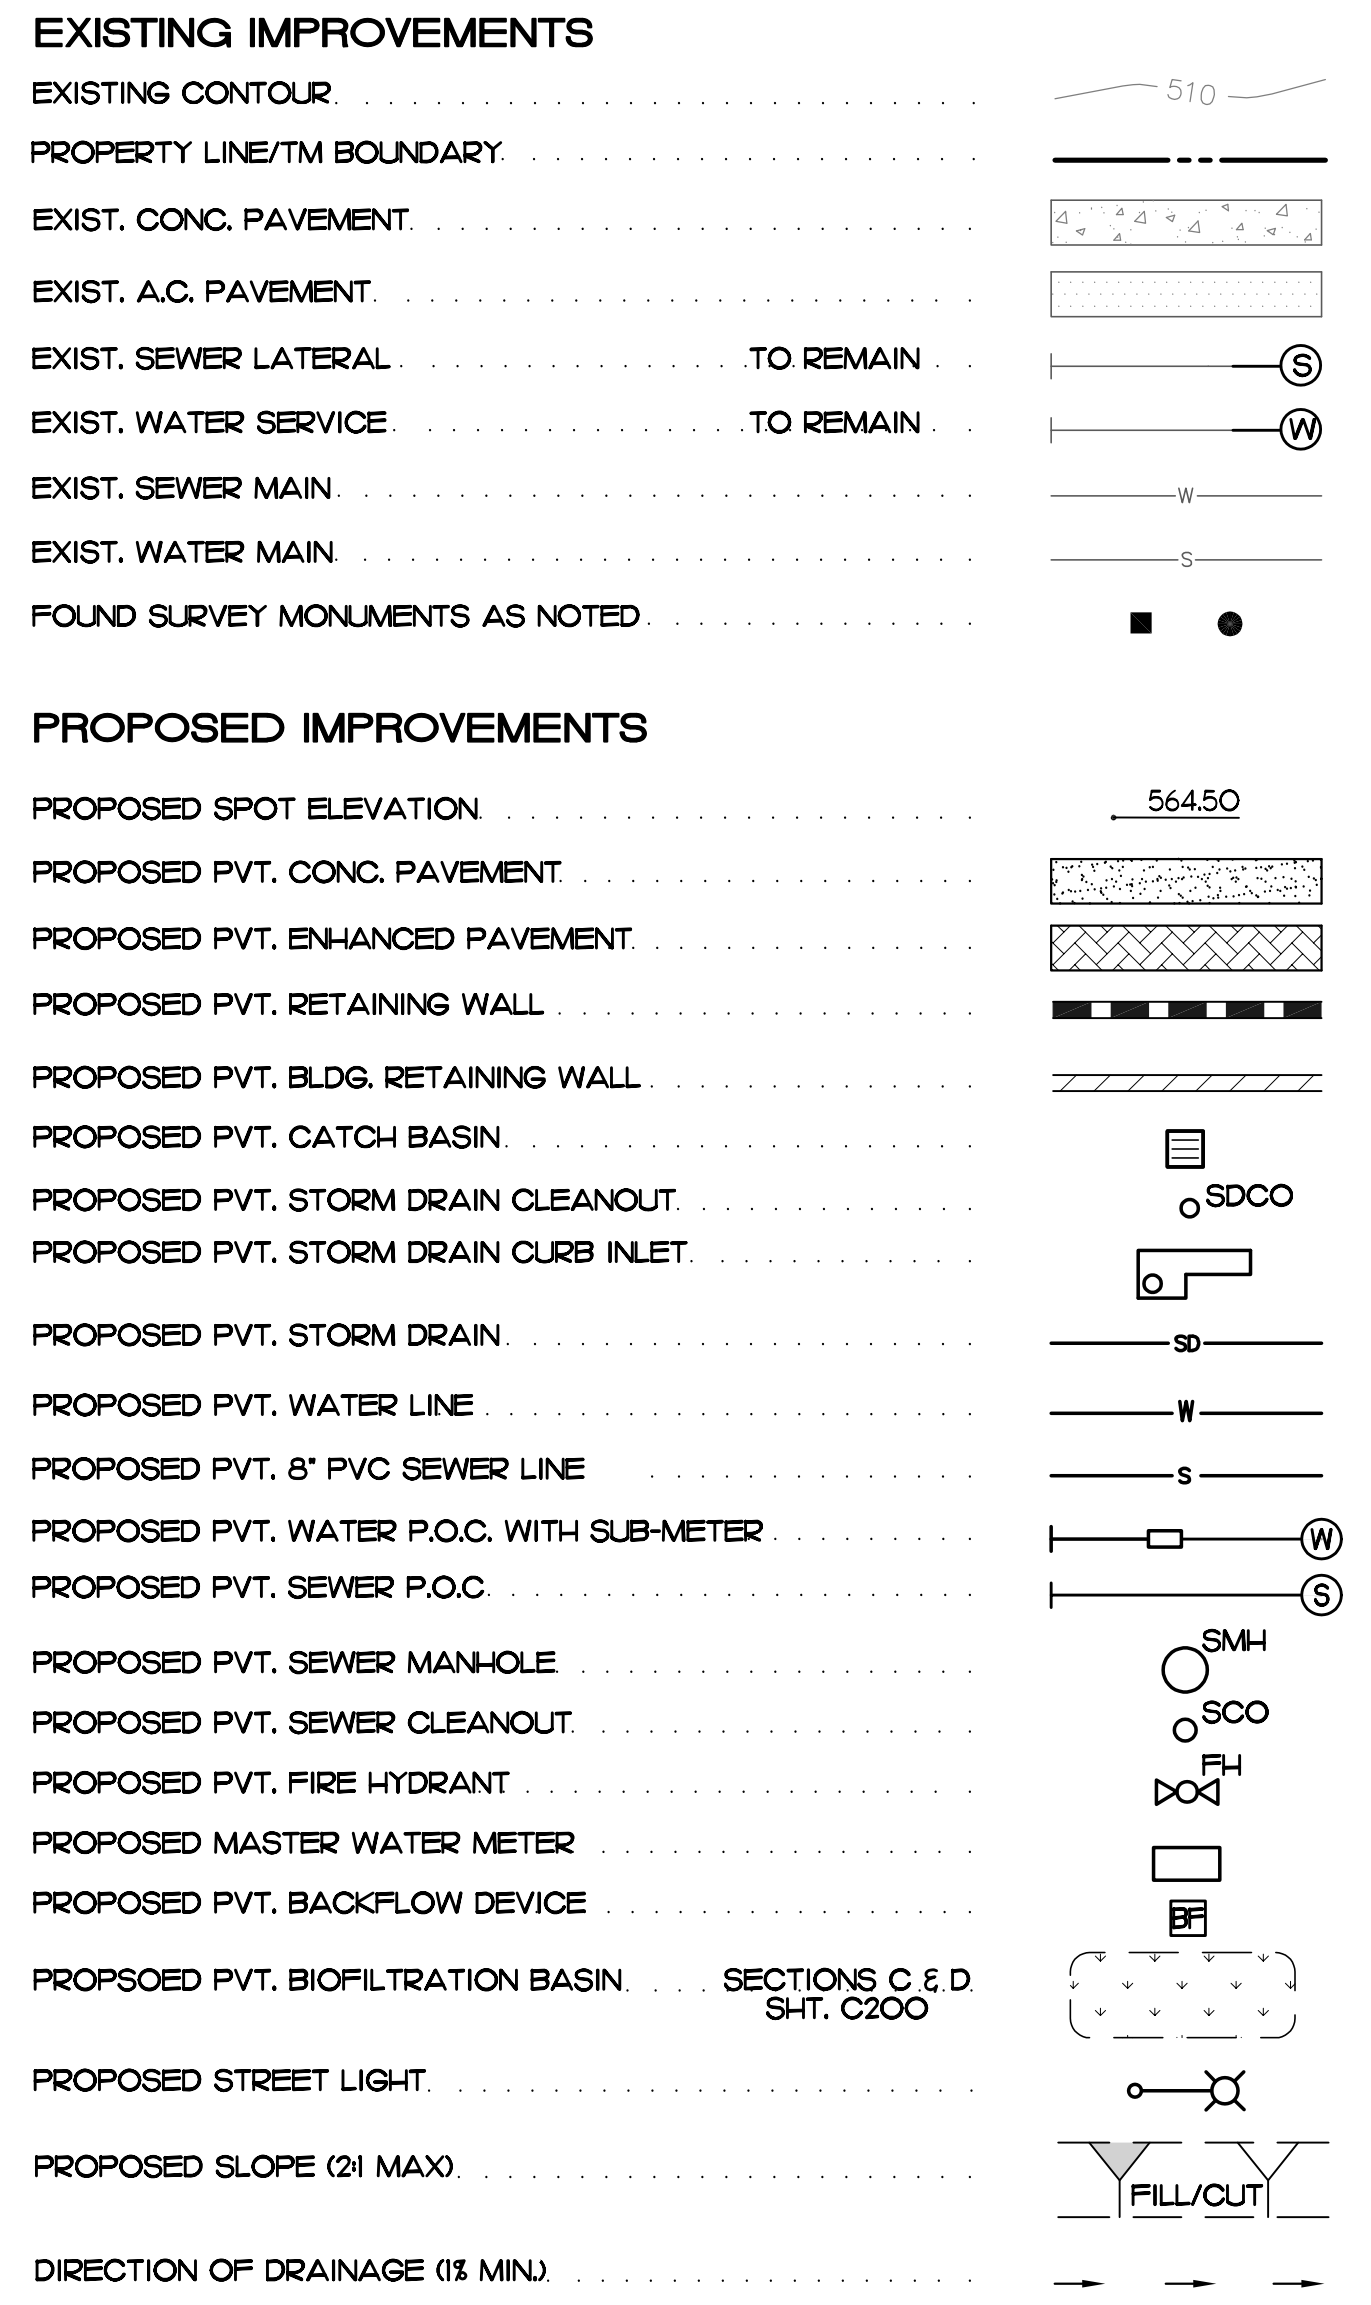 EXISTING IMPROVEMENTS
EXISTING CONTOUR 510
PROPERTY LINE/TM BOUNDARY
EXIST. CONC. PAVEMENT
EXIST. A.C. PAVEMENT
EXIST. SEWER LATERAL TO REMAIN S
EXIST. WATER SERVICE TO REMAIN W
EXIST. SEWER MAIN W
EXIST. WATER MAIN S
FOUND SURVEY MONUMENTS AS NOTED
PROPOSED IMPROVEMENTS
PROPOSED SPOT ELEVATION 564.50
PROPOSED PVT. CONC. PAVEMENT
PROPOSED PVT. ENHANCED PAVEMENT
PROPOSED PVT. RETAINING WALL
PROPOSED PVT. BLDG. RETAINING WALL
PROPOSED PVT. CATCH BASIN
PROPOSED PVT. STORM DRAIN CLEANOUT SDCO
PROPOSED PVT. STORM DRAIN CURB INLET
PROPOSED PVT. STORM DRAIN SD
PROPOSED PVT. WATER LINE W
PROPOSED PVT. 8" PVC SEWER LINE S
PROPOSED PVT. WATER P.O.C. WITH SUB-METER W
PROPOSED PVT. SEWER P.O.C S
PROPOSED PVT. SEWER MANHOLE SMH
PROPOSED PVT. SEWER CLEANOUT SCO
PROPOSED PVT. FIRE HYDRANT FH
PROPOSED MASTER WATER METER
PROPOSED PVT. BACKFLOW DEVICE BF
PROPSOED PVT. BIOFILTRATION BASIN SECTIONS C & D
SHT. C200
PROPOSED STREET LIGHT
PROPOSED SLOPE (2:1 MAX) FILL/CUT
DIRECTION OF DRAINAGE (1% MIN.)